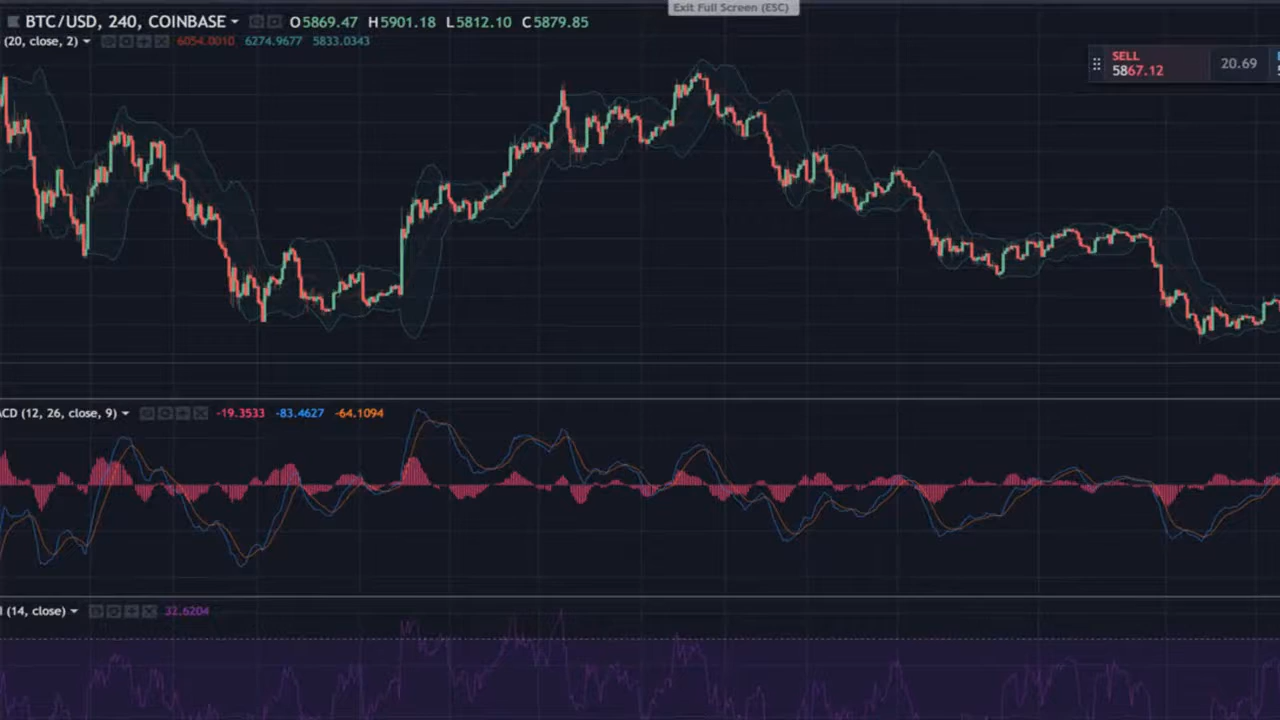 Exit Full Screen (ESC)
BTC/USD, 240, COINBASE O5869.47 H5901.18 L5812.10 C5879.85
(20, close, 2) 6054.0010 6274.9677 5833.0343
SELL
5867.12
20.69
ACD (12, 26, close, 9) -19.3533 -83.4627 -64.1094
(14, close) 32.6204